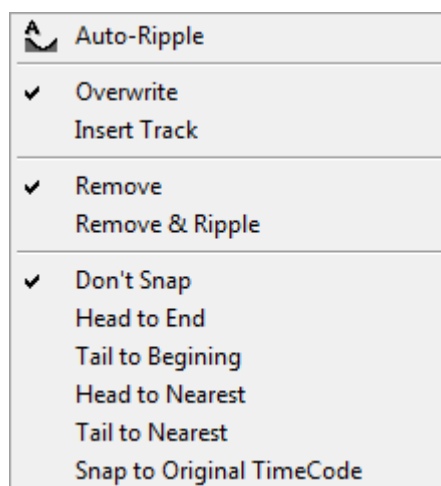 A
Auto-Ripple
Overwrite
Insert Track
Remove
Remove & Ripple
Don't Snap
Head to End
Tail to Begining
Head to Nearest
Tail to Nearest
Snap to Original TimeCode